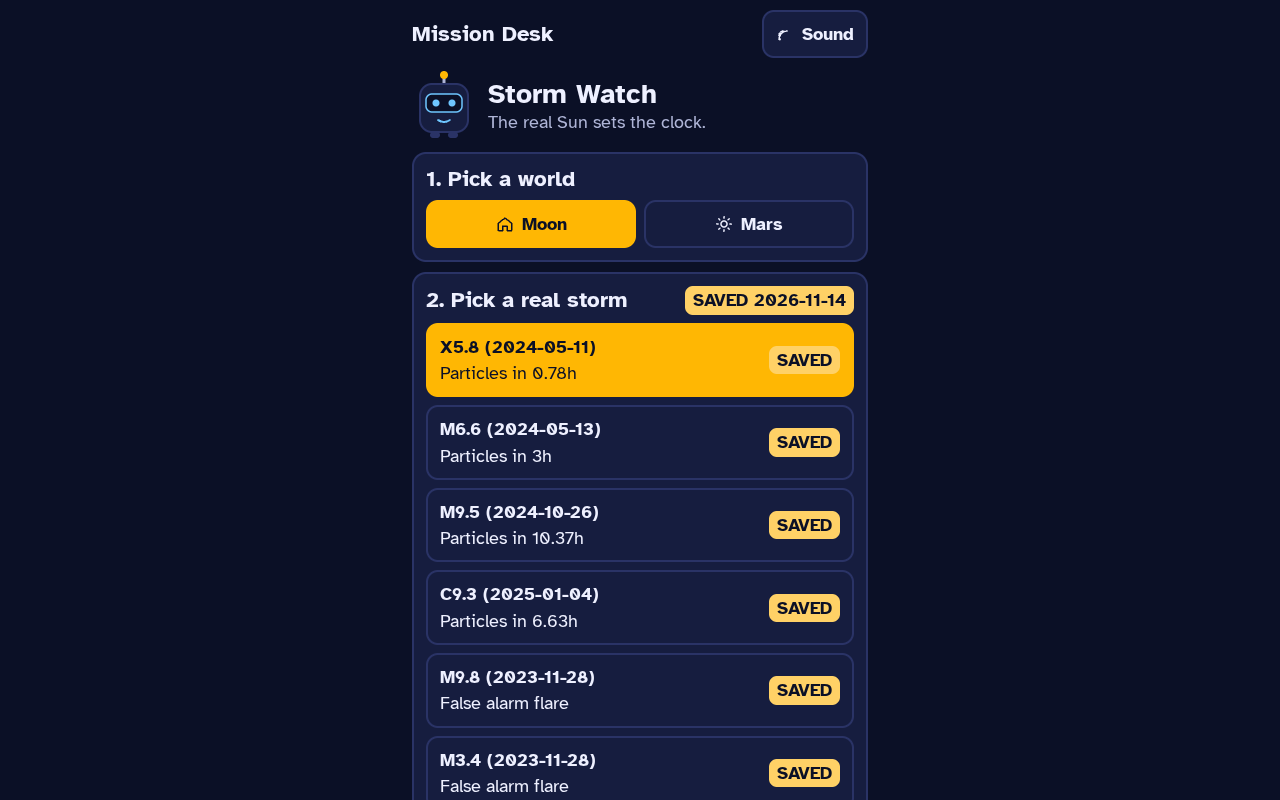 Mission Desk
Sound
Storm Watch
The real Sun sets the clock.
1. Pick a world
Moon
Mars
2. Pick a real storm
SAVED 2026-11-14
X5.8 (2024-05-11)
Particles in 0.78h
SAVED
M6.6 (2024-05-13)
Particles in 3h
SAVED
M9.5 (2024-10-26)
Particles in 10.37h
SAVED
C9.3 (2025-01-04)
Particles in 6.63h
SAVED
M9.8 (2023-11-28)
False alarm flare
SAVED
M3.4 (2023-11-28)
False alarm flare
SAVED